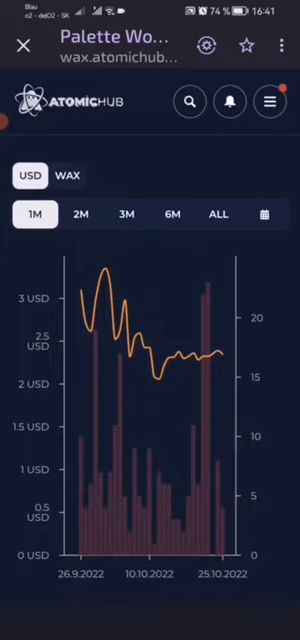 Blau
o2 - de02 - SK
74 %
16:41
Palette Wo...
wax.atomichub...
ATOMICHUB
USD WAX
1M 2M 3M 6M ALL
3 USD
2.5 USD
2 USD
1.5 USD
1 USD
0.5 USD
0 USD
20
15
10
5
0
26.9.2022 10.10.2022 25.10.2022